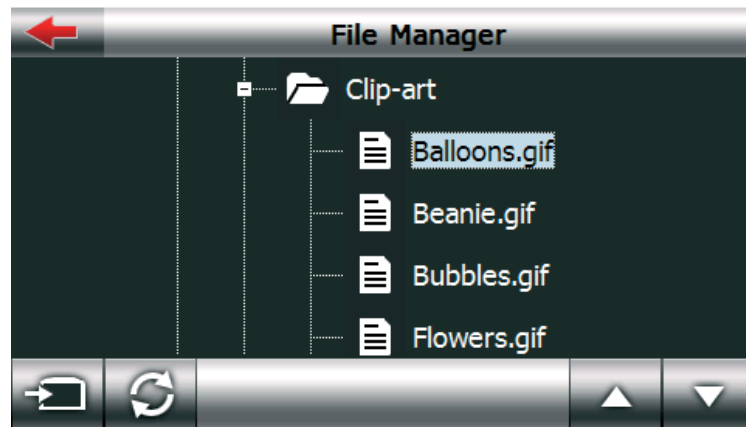 File Manager
Clip-art
Balloons.gif
Beanie.gif
Bubbles.gif
Flowers.gif